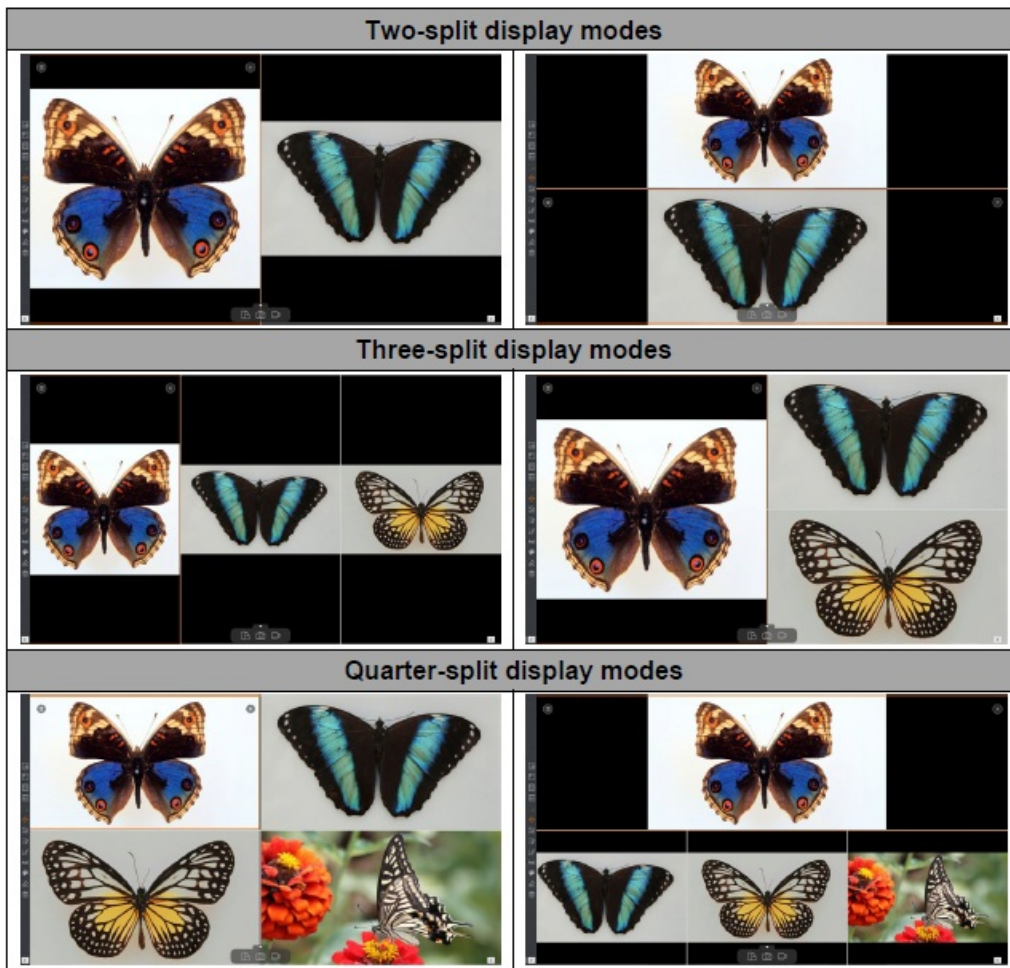 Two-split display modes
Three-split display modes
Quarter-split display modes